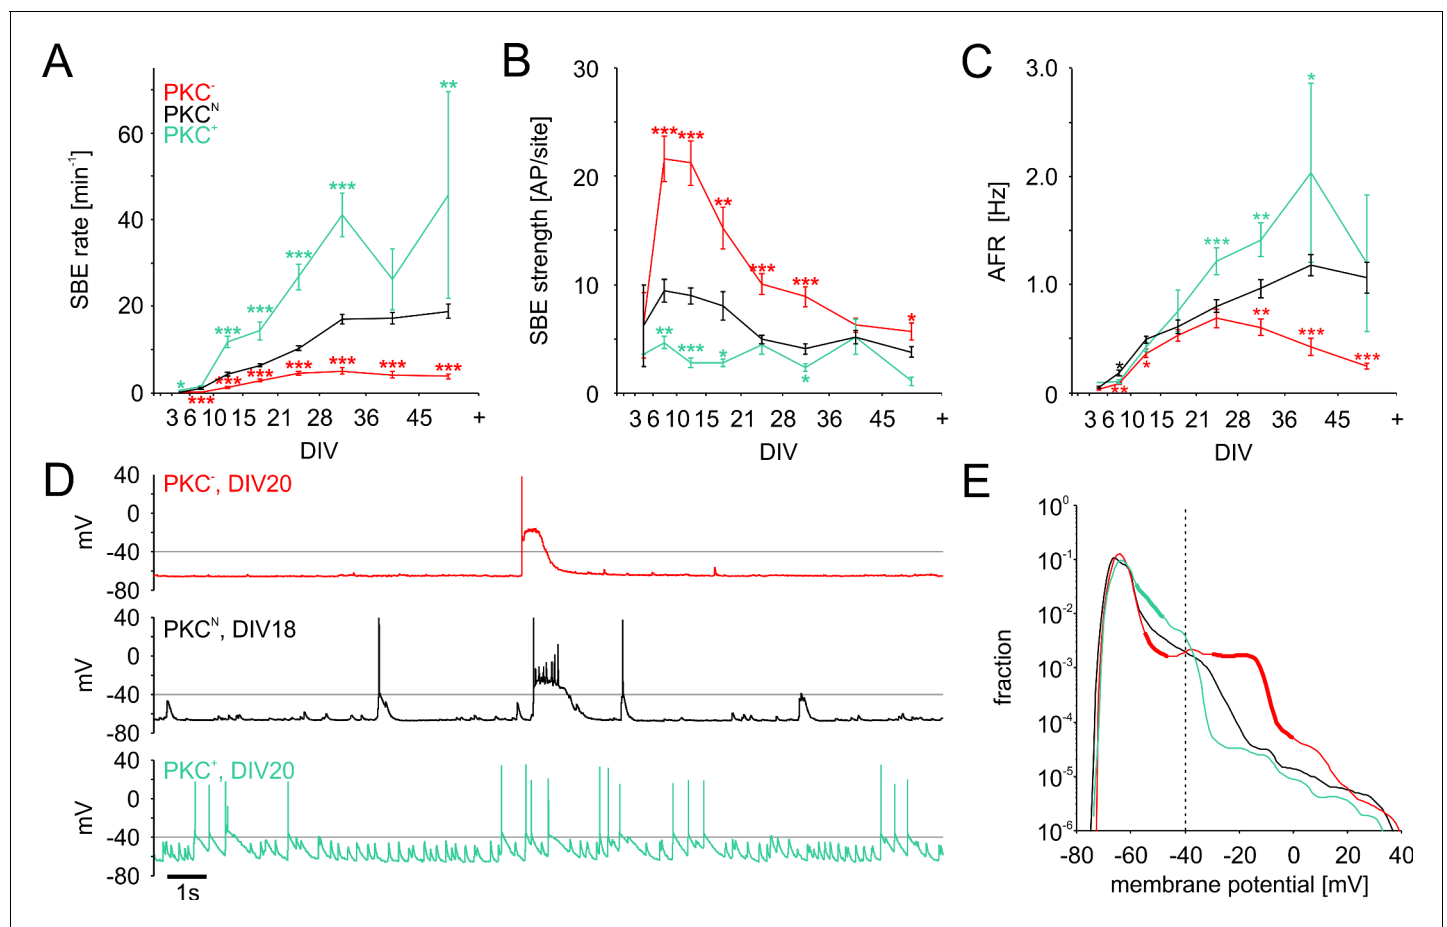 A
B
C
PKC-
PKCN
PKC+
SBE rate [min-1]
60
40
20
0
3 6 10 15 21 28 36 45 +
DIV
** *** *** *** *** * *** *** *** *** *** *** ***
SBE strength [AP/site]
30
20
10
0
3 6 10 15 21 28 36 45 +
DIV
*** *** ** *** *** * ** *** * *
AFR [Hz]
3.0
2.0
1.0
0
3 6 10 15 21 28 36 45 +
DIV
* *** ** * ** * ** *** ***
D
PKC-, DIV20
mV
40
0
-40
-80
PKCN, DIV18
mV
40
0
-40
-80
PKC+, DIV20
mV
40
0
-40
-80
1s
E
fraction
100
10-1
10-2
10-3
10-4
10-5
10-6
-80 -60 -40 -20 0 20 40
membrane potential [mV]